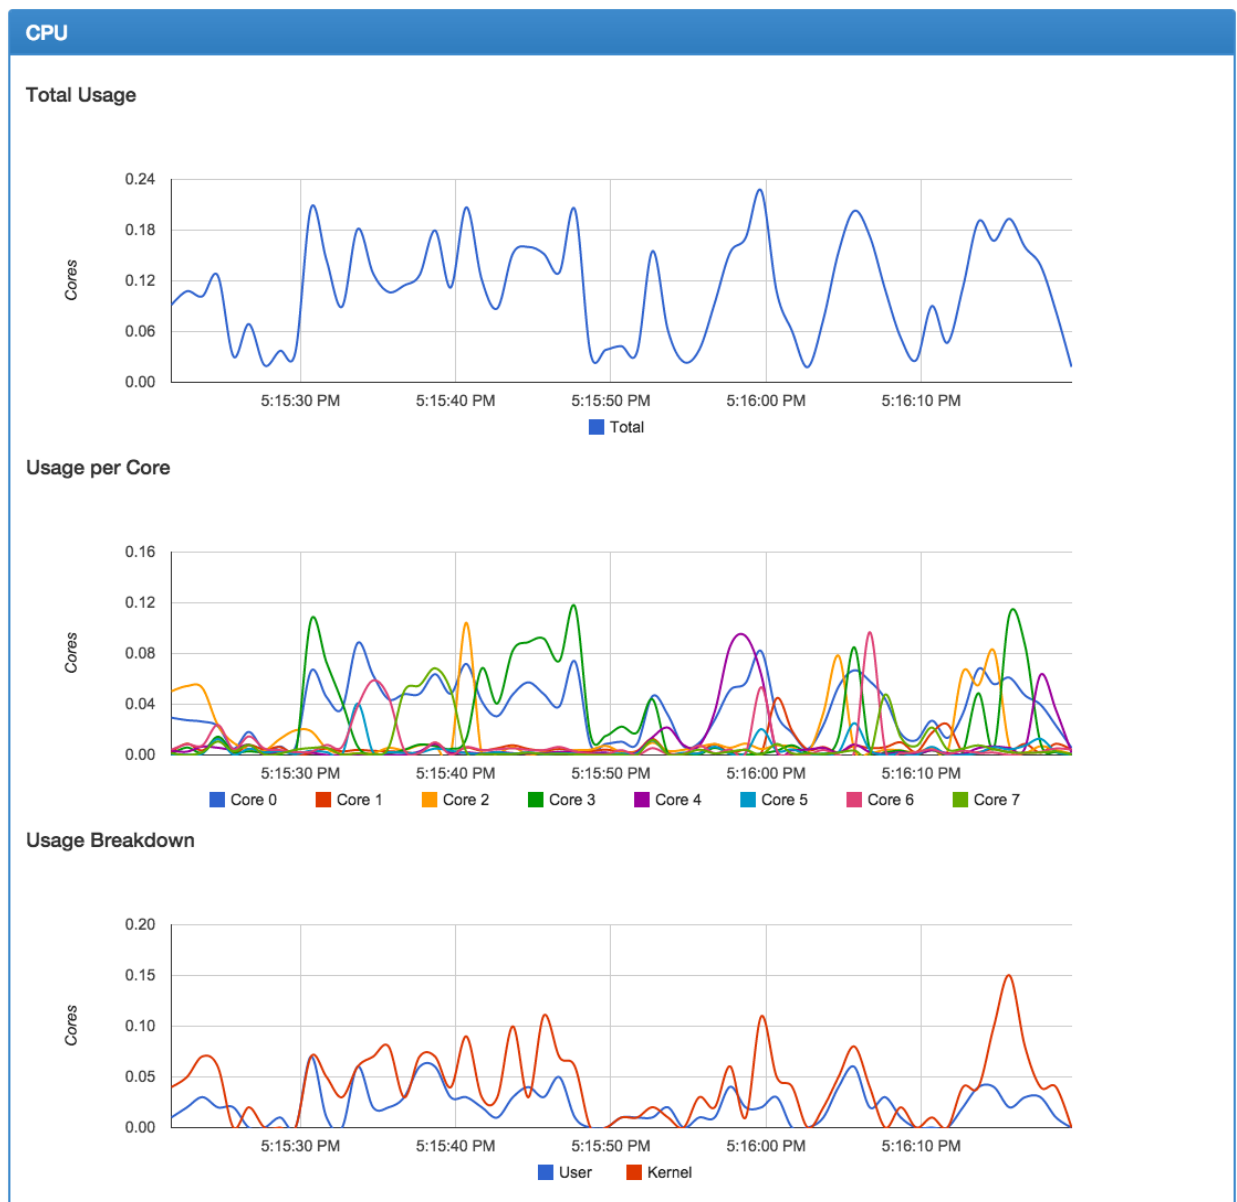 CPU
Total Usage
0.24
0.18
0.12
0.06
0.00
Cores
5:15:30 PM 5:15:40 PM 5:15:50 PM 5:16:00 PM 5:16:10 PM
Total
Usage per Core
0.16
0.12
0.08
0.04
0.00
Cores
5:15:30 PM 5:15:40 PM 5:15:50 PM 5:16:00 PM 5:16:10 PM
Core 0 Core 1 Core 2 Core 3 Core 4 Core 5 Core 6 Core 7
Usage Breakdown
0.20
0.15
0.10
0.05
0.00
Cores
5:15:30 PM 5:15:40 PM 5:15:50 PM 5:16:00 PM 5:16:10 PM
User Kernel